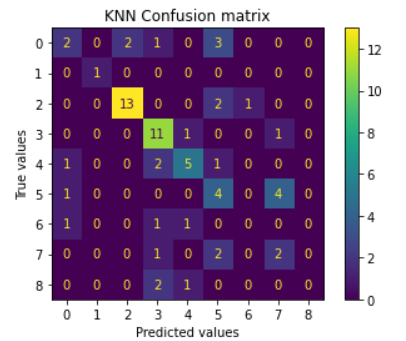 KNN Confusion matrix
True values
0 2 0 2 1 0 3 0 0 0
1 0 1 0 0 0 0 0 0 0
2 0 0 13 0 0 2 1 0 0
3 0 0 0 11 1 0 0 1 0
4 1 0 0 2 5 1 0 0 0
5 1 0 0 0 0 4 0 4 0
6 1 0 0 1 1 0 0 0 0
7 0 0 0 1 0 2 0 2 0
8 0 0 0 2 1 0 0 0 0
0 1 2 3 4 5 6 7 8
Predicted values
12
10
8
6
4
2
0